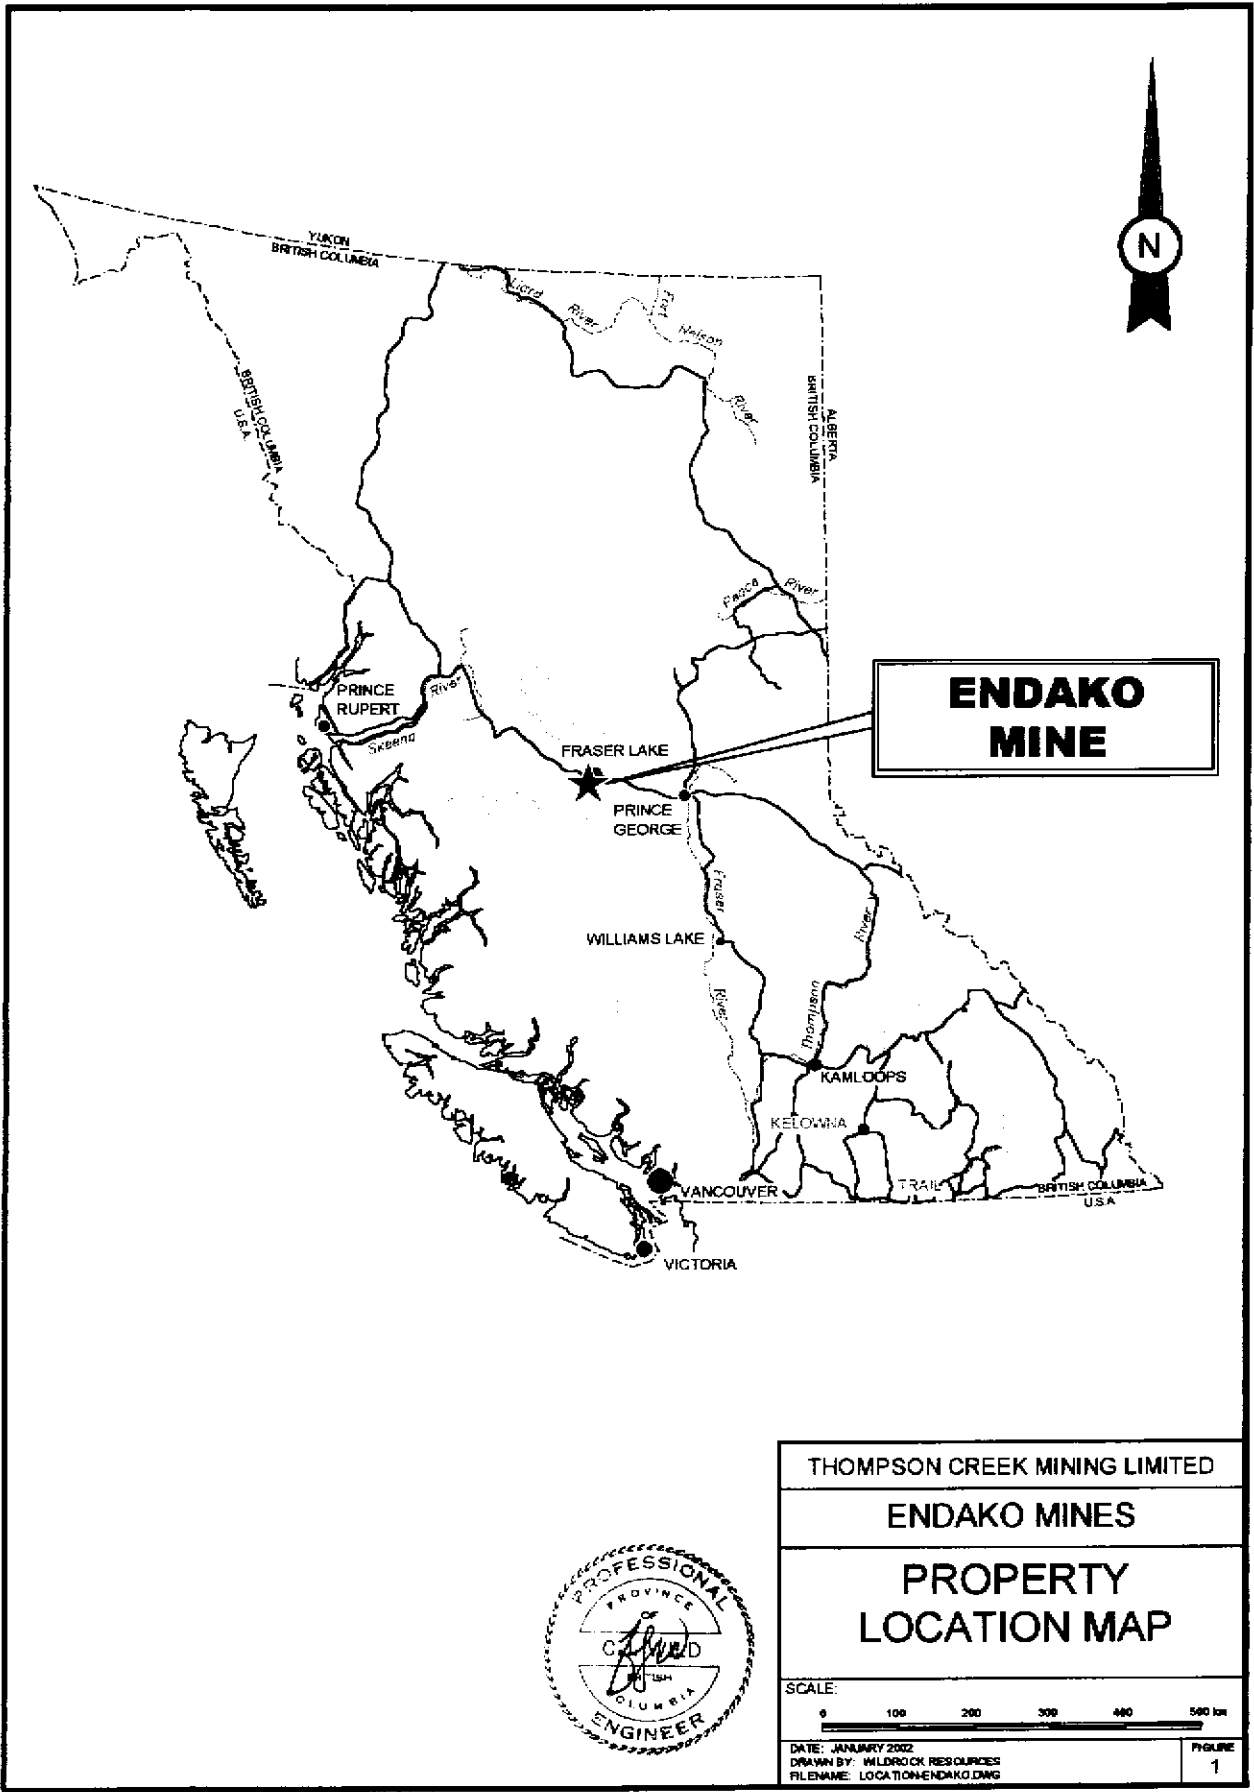 N
YUKON
BRITISH COLUMBIA
Liard
River
Fort
Nelson
River
BRITISH COLUMBIA
U.S.A.
ALBERTA
BRITISH COLUMBIA
Peace
River
ENDAKO
MINE
PRINCE
RUPERT
River
Skeena
FRASER LAKE
PRINCE
GEORGE
Fraser
River
WILLIAMS LAKE
River
Thompson
KAMLOOPS
KELOWNA
TRAIL
VANCOUVER
BRITISH COLUMBIA
U.S.A
VICTORIA
THOMPSON CREEK MINING LIMITED
ENDAKO MINES
PROPERTY
LOCATION MAP
SCALE:
0 100 200 300 400 500 km
DATE: JANUARY 2002
DRAWN BY: WILDROCK RESOURCES
FILENAME: LOCATION-ENDAKO.DWG
FIGURE
1
PROFESSIONAL
PROVINCE
OF
BRITISH
COLUMBIA
ENGINEER